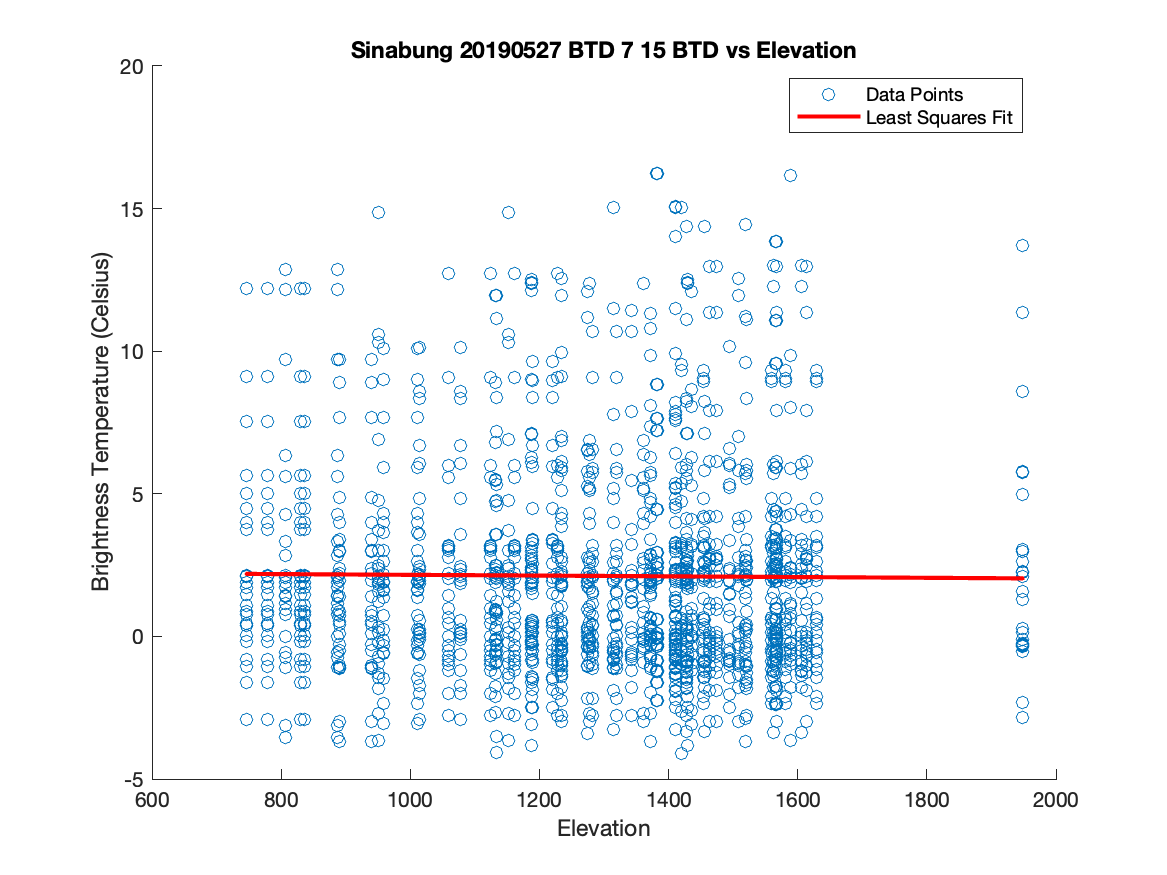 Sinabung 20190527 BTD 7 15 BTD vs Elevation
Data Points
Least Squares Fit
Brightness Temperature (Celsius)
20
15
10
5
0
-5
600 800 1000 1200 1400 1600 1800 2000
Elevation